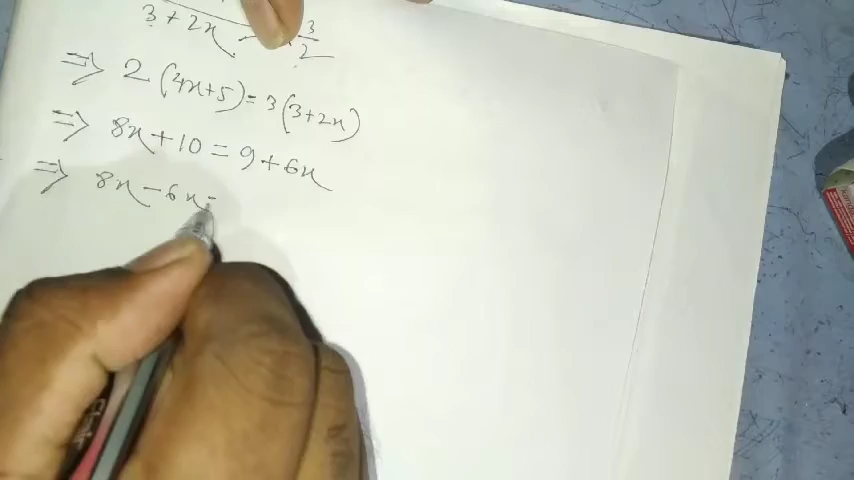 3 + 2x 3/2
⇒ 2 (4x+5) = 3 (3+2x)
⇒ 8x + 10 = 9 + 6x
⇒ 8x - 6x =